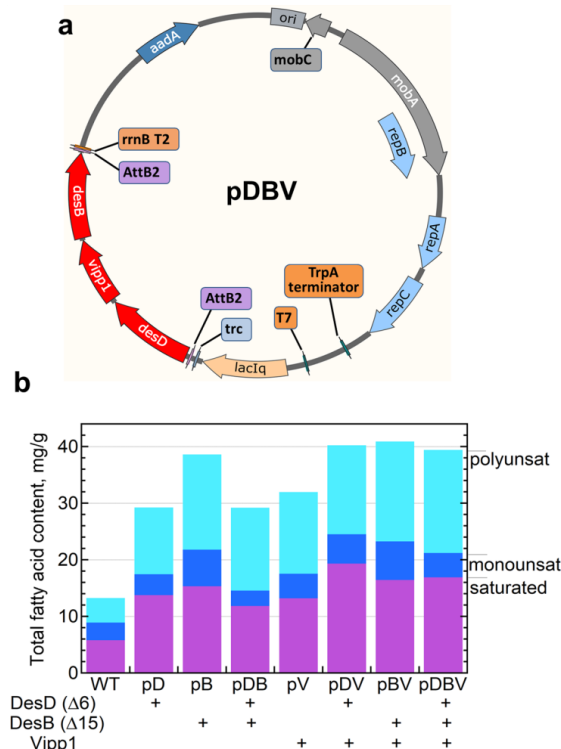 a
aadA
ori
mobC
mobA
repB
rrnB T2
AttB2
pDBV
desB
repA
vipp1
TrpA
terminator
AttB2
T7
repC
trc
desD
lacIq
b
Total fatty acid content, mg/g
40
30
20
10
0
polyunsat
monounsat
saturated
WT pD pB pDB pV pDV pBV pDBV
DesD (Δ6) + + + +
DesB (Δ15) + + + +
Vipp1 + + + +